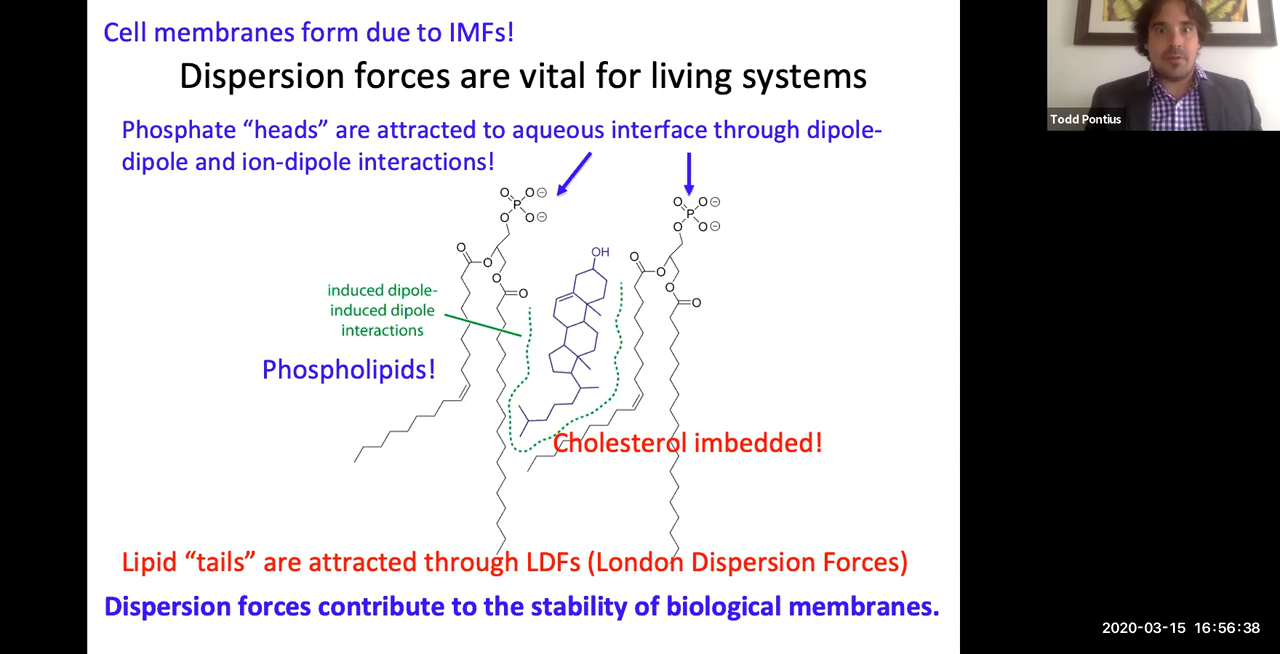 Cell membranes form due to IMFs!
Dispersion forces are vital for living systems
Phosphate “heads” are attracted to aqueous interface through dipole-
dipole and ion-dipole interactions!
Todd Pontius
O O⊖
P
O O⊖
O O⊖
P
O O⊖
O
O
O
O
OH
O
O
O
O
induced dipole-
induced dipole
interactions
Phospholipids!
Cholesterol imbedded!
Lipid “tails” are attracted through LDFs (London Dispersion Forces)
Dispersion forces contribute to the stability of biological membranes.
2020-03-15 16:56:38